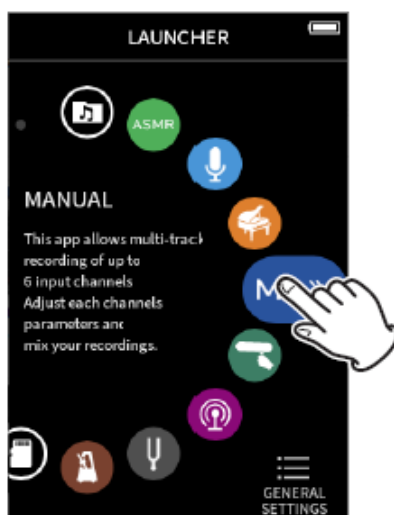 LAUNCHER
ASMR
MANUAL
This app allows multi-track
recording of up to
6 input channels
Adjust each channels
parameters and
mix your recordings.
GENERAL
SETTINGS